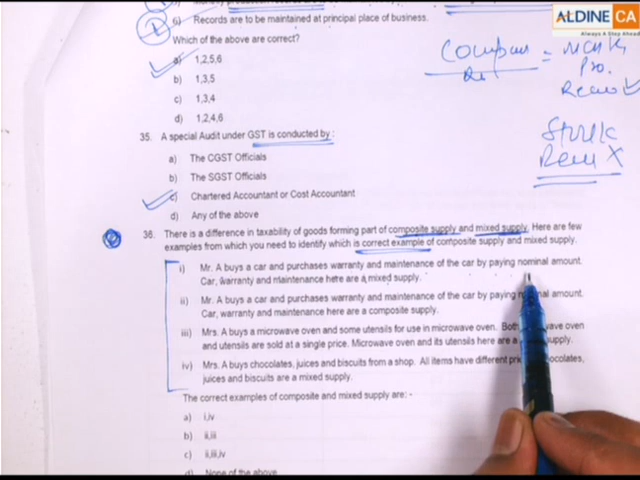 6) Records are to be maintained at principal place of business.
Which of the above are correct?
a) 1,2,5,6
b) 1,3,5
c) 1,3,4
d) 1,2,4,6
35. A special Audit under GST is conducted by :
a) The CGST Officials
b) The SGST Officials
c) Chartered Accountant or Cost Accountant
d) Any of the above
36. There is a difference in taxability of goods forming part of composite supply and mixed supply. Here are few
examples from which you need to identify which is correct example of composite supply and mixed supply.
i) Mr. A buys a car and purchases warranty and maintenance of the car by paying nominal amount.
Car, warranty and maintenance here are a mixed supply.
ii) Mr. A buys a car and purchases warranty and maintenance of the car by paying nominal amount.
Car, warranty and maintenance here are a composite supply.
iii) Mrs. A buys a microwave oven and some utensils for use in microwave oven. Both wave oven
and utensils are sold at a single price. Microwave oven and its utensils here are a supply.
iv) Mrs. A buys chocolates, juices and biscuits from a shop. All items have different chocolates,
juices and biscuits are a mixed supply.
The correct examples of composite and mixed supply are: -
a) i,iv
b) ii,iii
c) ii,iii,iv
d) None of the above
ALDINE CA
Always A Step Ahead